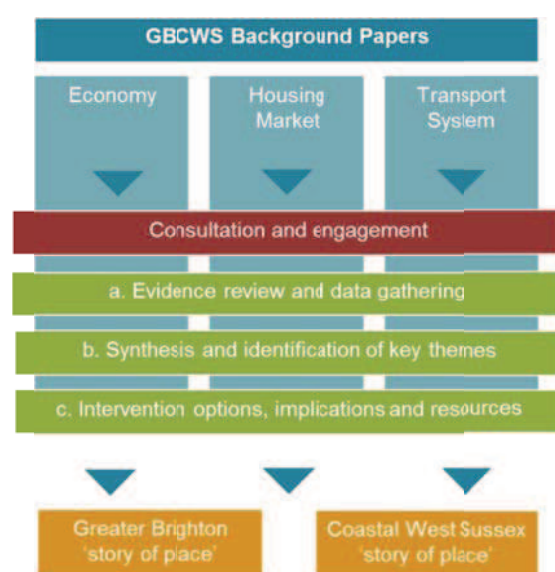 GBCWS Background Papers
Economy
Housing
Market
Transport
System
Consultation and engagement
a. Evidence review and data gathering
b. Synthesis and identification of key themes
c. Intervention options, implications and resources
Greater Brighton
'story of place'
Coastal West Sussex
'story of place'